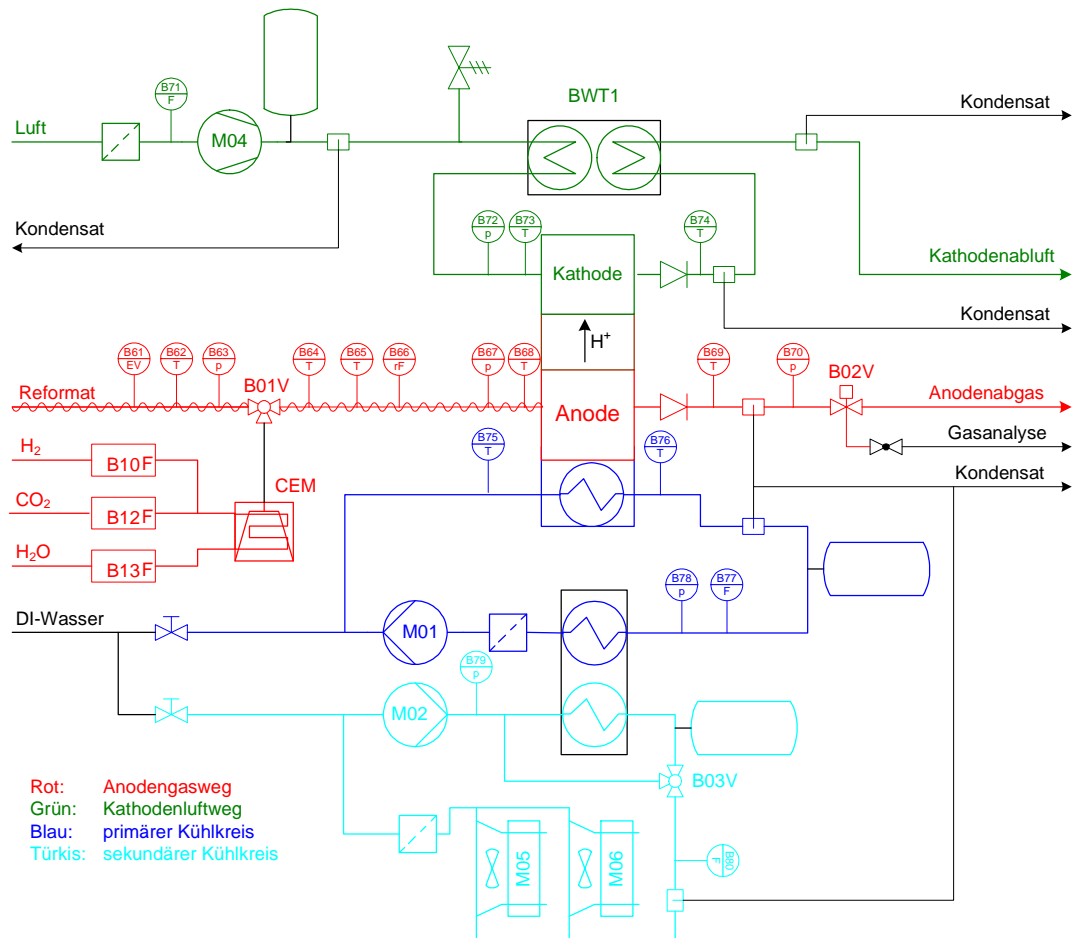 B71
F
BWT1
Kondensat
Luft
M04
Kondensat
B72
p
B73
T
B74
T
Kathodenabluft
Kathode
Kondensat
H⁺
B61
EV
B62
T
B63
p
B64
T
B65
T
B66
rF
B67
p
B68
T
B69
T
B70
p
B02V
Reformat
B01V
Anode
Anodenabgas
H₂
B10F
B75
T
B76
T
Gasanalyse
CEM
Kondensat
CO₂
B12F
H₂O
B13F
B78
p
B77
F
DI-Wasser
M01
B79
p
M02
B03V
Rot: Anodengasweg
Grün: Kathodenluftweg
Blau: primärer Kühlkreis
Türkis: sekundärer Kühlkreis
M05
M06
B80
F